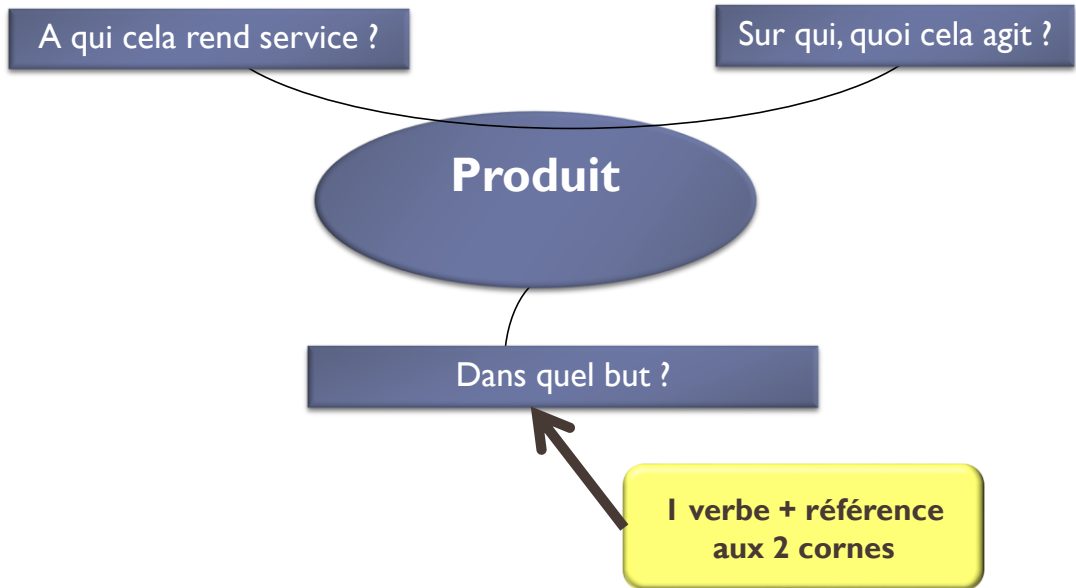 A qui cela rend service ?
Sur qui, quoi cela agit ?
Produit
Dans quel but ?
1 verbe + référence
aux 2 cornes